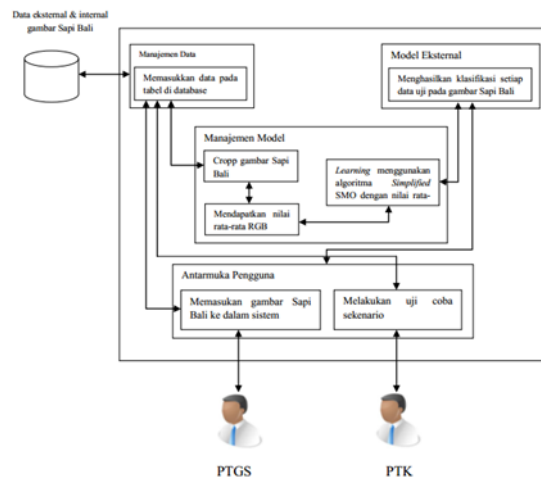 Data eksternal & internal
gambar Sapi Bali
Manajemen Data
Memasukkan data pada
tabel di database
Model Eksternal
Menghasilkan klasifikasi setiap
data uji pada gambar Sapi Bali
Manajemen Model
Cropp gambar Sapi
Bali
Mendapatkan nilai
rata-rata RGB
Learning menggunakan
algoritma Simplified
SMO dengan nilai rata-
Antarmuka Pengguna
Memasukan gambar Sapi
Bali ke dalam sistem
Melakukan uji coba
sekenario
PTGS
PTK